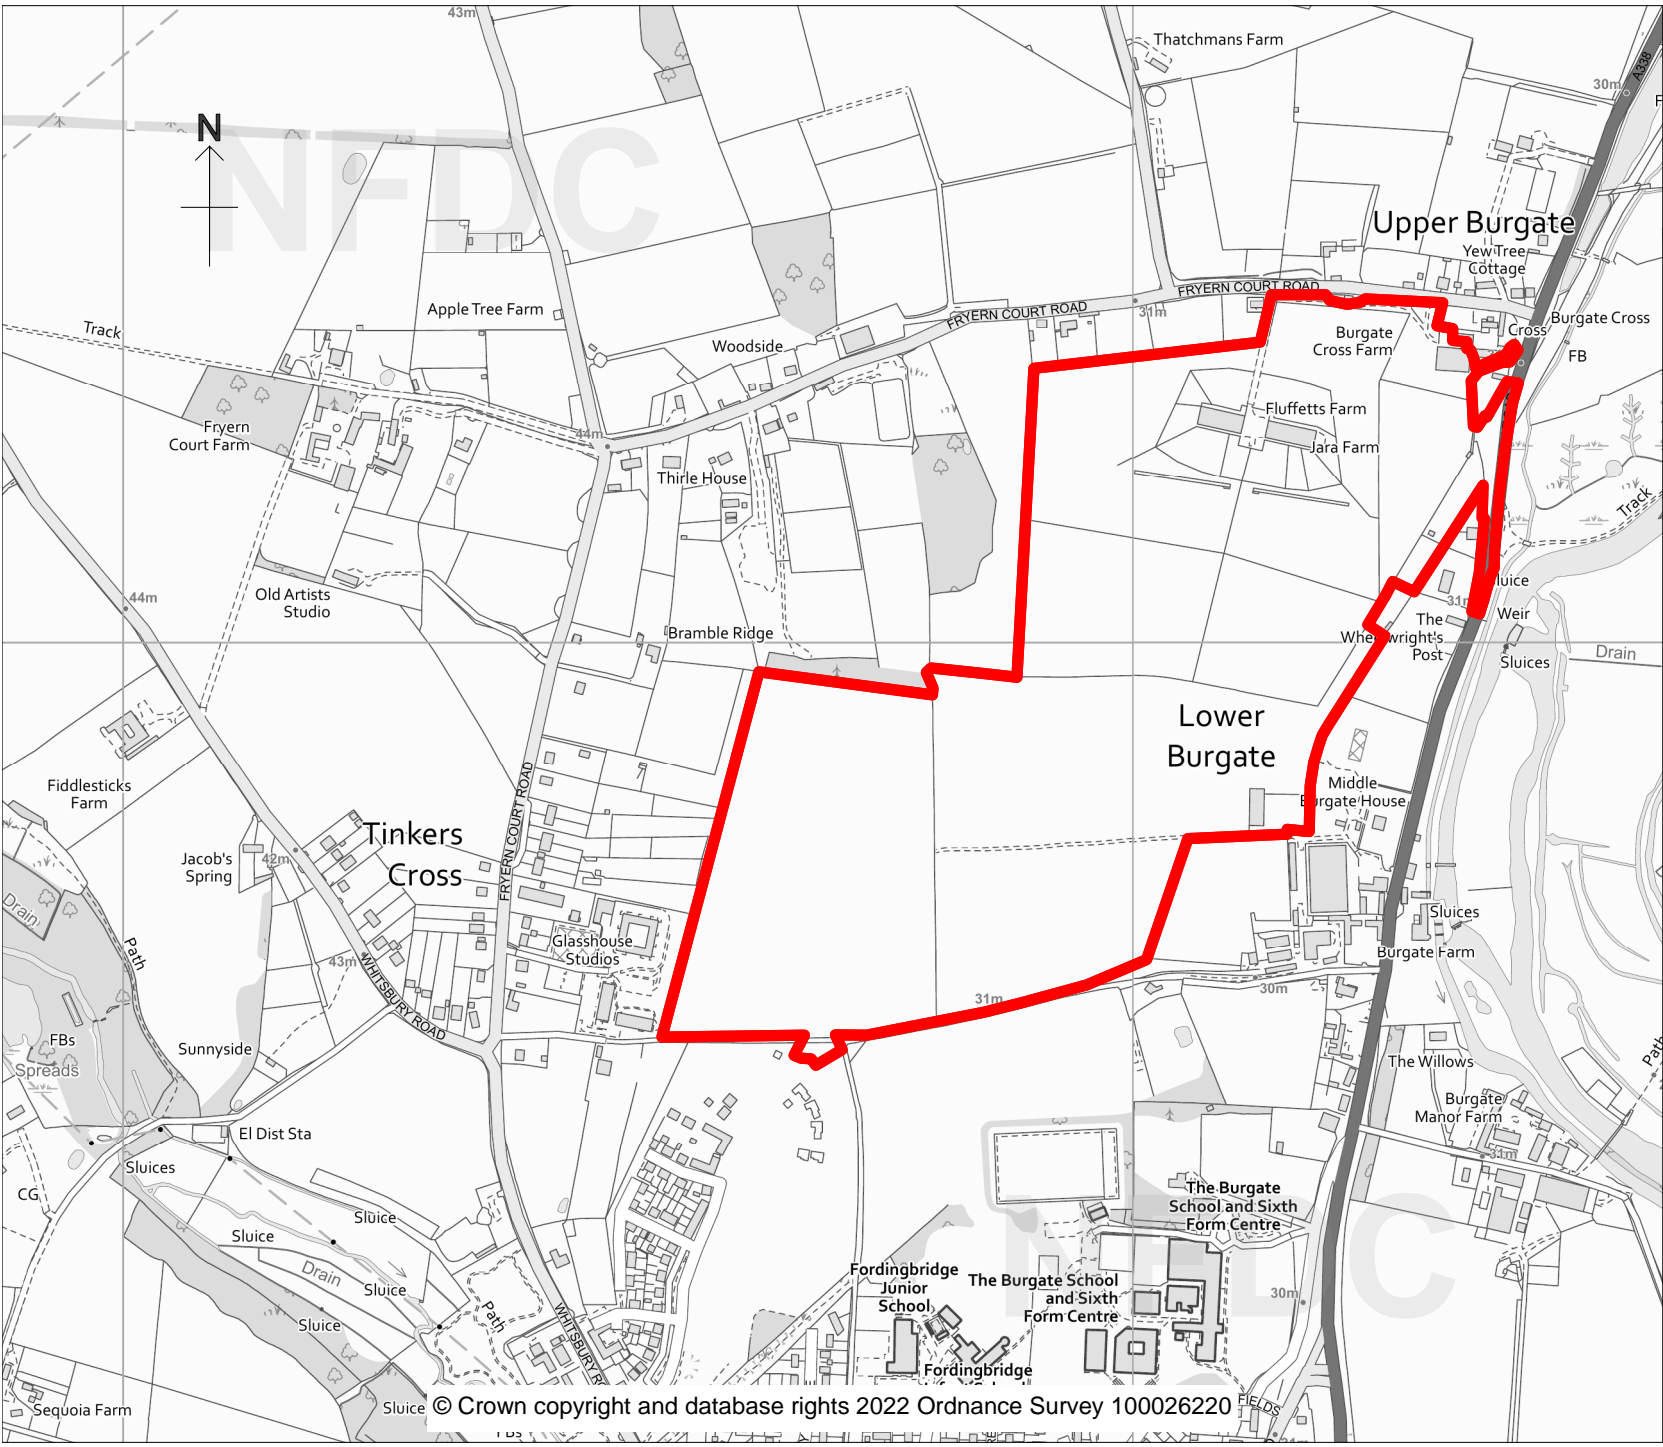 43m
Thatchmans Farm
A338
30m
N
NFDC
Upper Burgate
Yew Tree
Cottage
FRYERN COURT ROAD
31m
FRYERN COURT ROAD
Burgate Cross
Cross
FB
Burgate
Cross Farm
Apple Tree Farm
Track
Woodside
Fryern
Court Farm
44m
Fluffetts Farm
Jara Farm
Thirle House
Track
Old Artists
Studio
44m
Sluice
31m
Weir
The
Wheelwright's
Post
Sluices
Drain
Bramble Ridge
Lower
Burgate
Fiddlesticks
Farm
FRYERN COURT ROAD
Middle
Burgate House
Tinkers
Cross
Jacob's
Spring
42m
Drain
Path
Sluices
Glasshouse
Studios
Burgate Farm
43m
WHITSBURY ROAD
31m
30m
FBs
Spreads
Sunnyside
The Willows
Path
Burgate
Manor Farm
El Dist Sta
31m
Sluices
CG
The Burgate
School and Sixth
Form Centre
NFDC
Sluice
Sluice
Drain
Sluice
Fordingbridge
Junior
School
The Burgate School
and Sixth
Form Centre
30m
Path
Sluice
WHITSBURY
Fordingbridge
Sequoia Farm
Sluice
© Crown copyright and database rights 2022 Ordnance Survey 100026220
FIELDS
FBs
31m